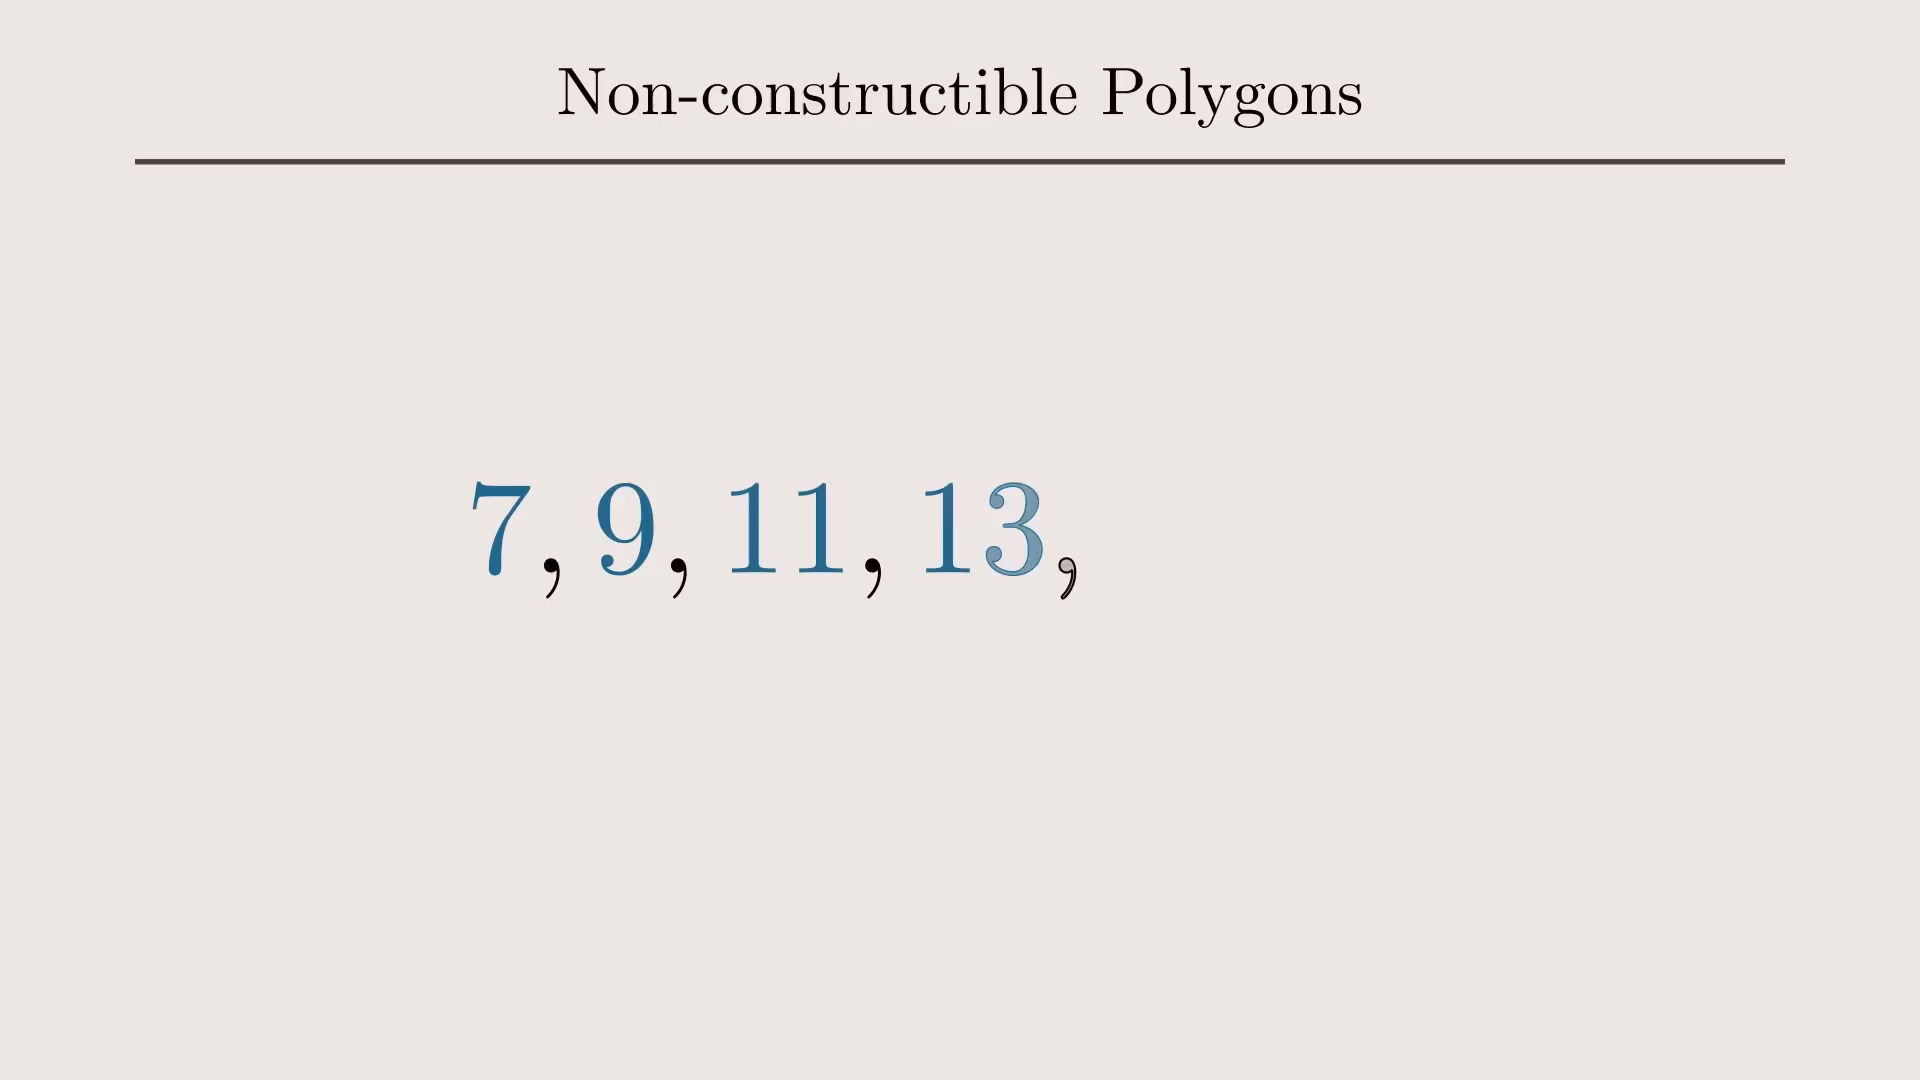 Non-constructible Polygons
7, 9, 11, 13,